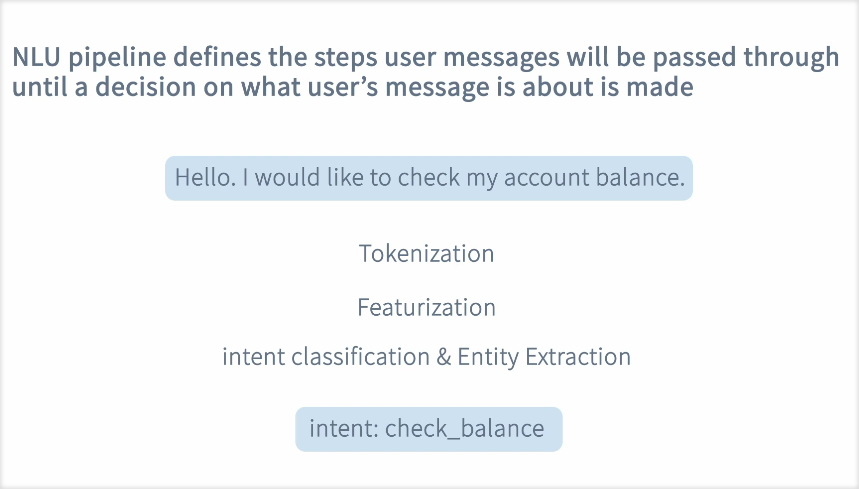 NLU pipeline defines the steps user messages will be passed through
until a decision on what user’s message is about is made
Hello. I would like to check my account balance.
Tokenization
Featurization
intent classification & Entity Extraction
intent: check_balance